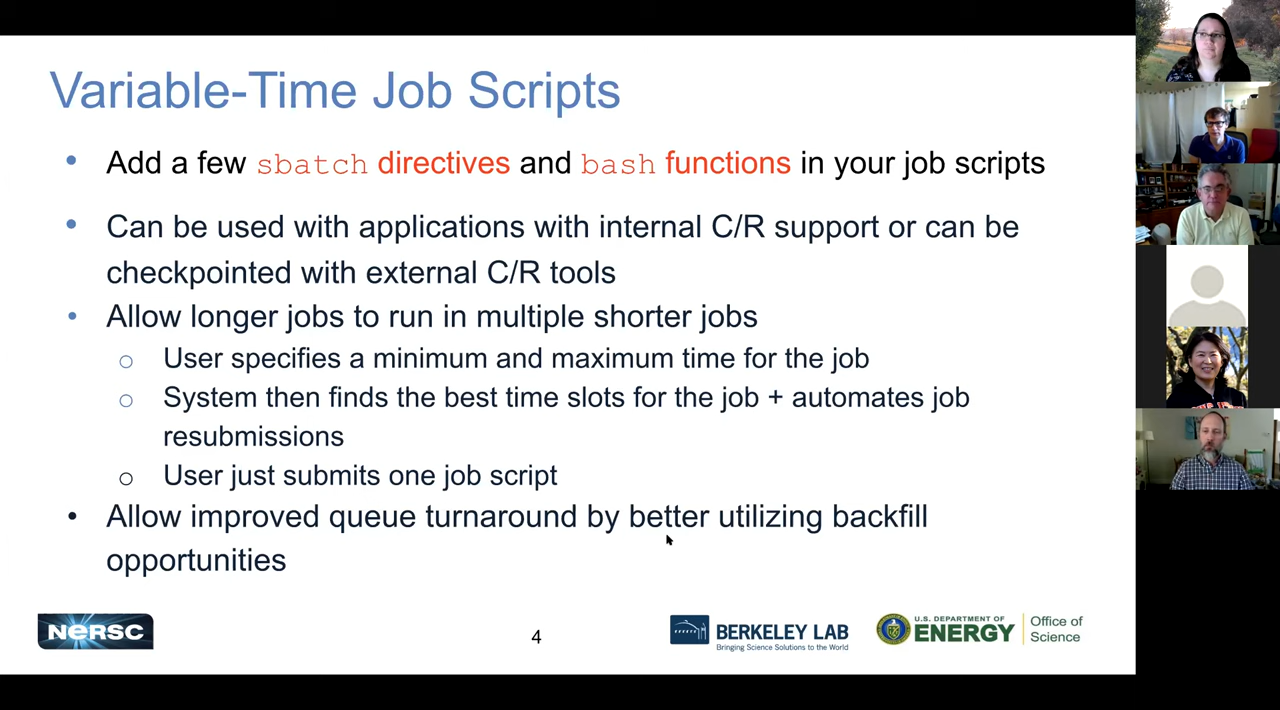 Variable-Time Job Scripts
• Add a few sbatch directives and bash functions in your job scripts
• Can be used with applications with internal C/R support or can be
checkpointed with external C/R tools
• Allow longer jobs to run in multiple shorter jobs
○ User specifies a minimum and maximum time for the job
○ System then finds the best time slots for the job + automates job
resubmissions
○ User just submits one job script
• Allow improved queue turnaround by better utilizing backfill
opportunities
NERSC
4
BERKELEY LAB
Bringing Science Solutions to the World
U.S. DEPARTMENT OF
ENERGY
Office of
Science